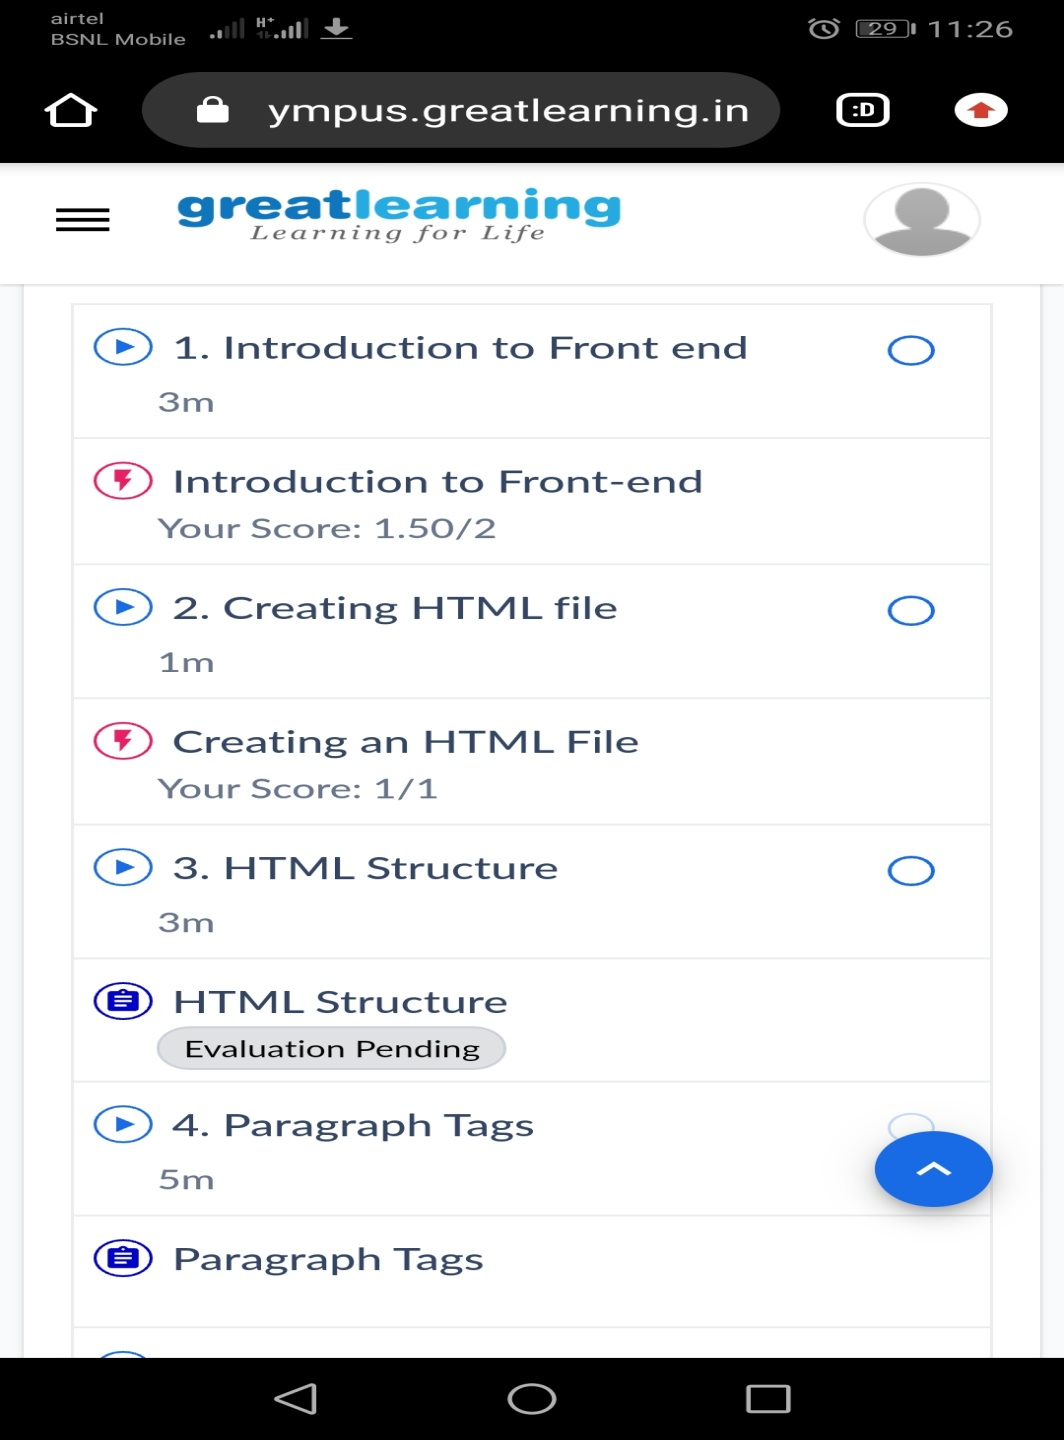 airtel
BSNL Mobile
H+
29
11:26
ympus.greatlearning.in
:D
greatlearning
Learning for Life
1. Introduction to Front end
3m
Introduction to Front-end
Your Score: 1.50/2
2. Creating HTML file
1m
Creating an HTML File
Your Score: 1/1
3. HTML Structure
3m
HTML Structure
Evaluation Pending
4. Paragraph Tags
5m
Paragraph Tags